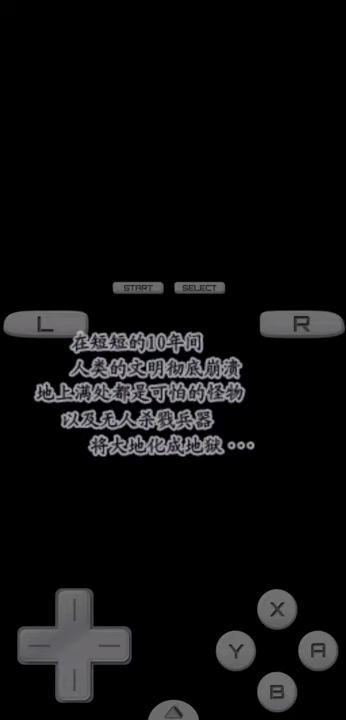 START SELECT
L R
在短短的10年间
人类的文明彻底崩溃
地上满处都是可怕的怪物
以及无人杀戮兵器
将大地化成地狱…
X
Y A
B